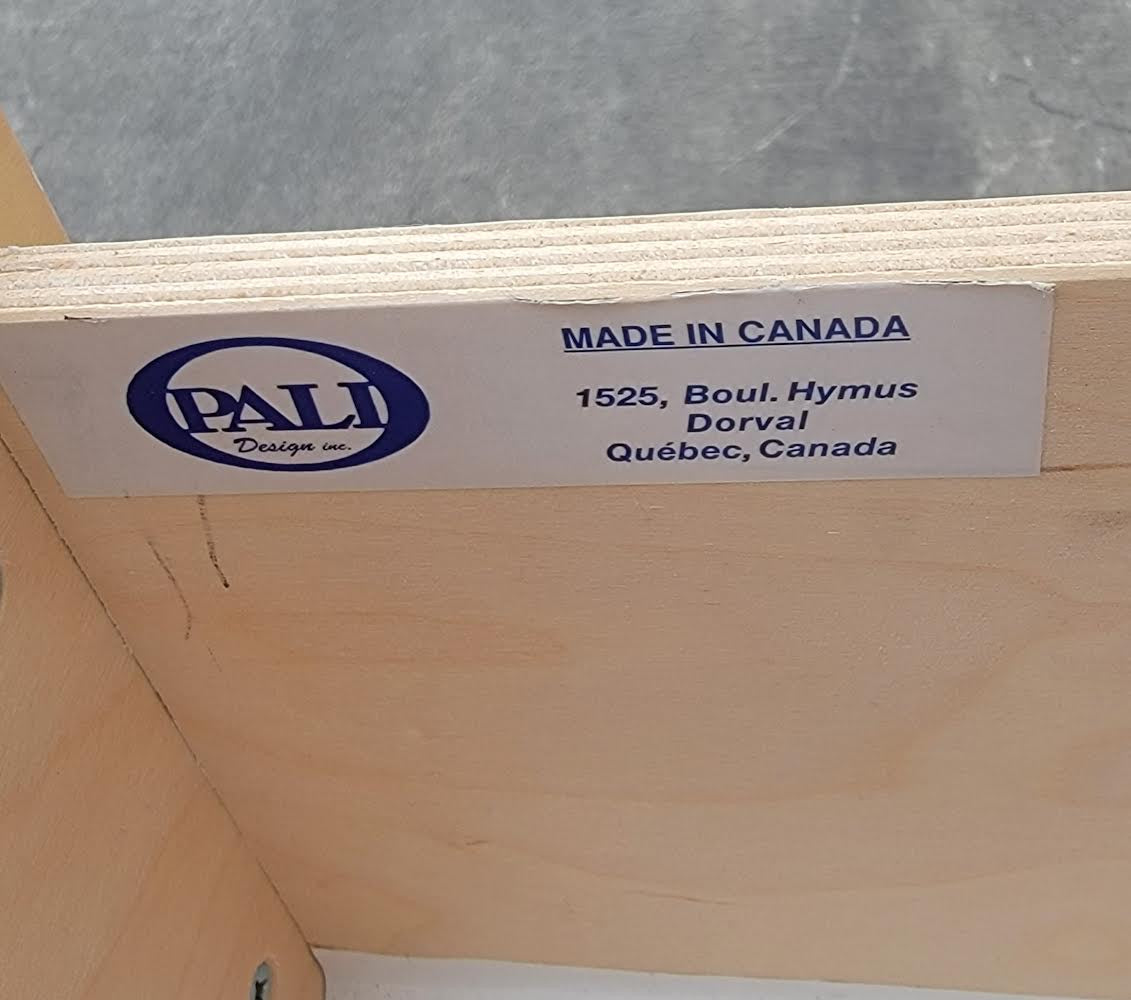 PALI
Design inc.
MADE IN CANADA
1525, Boul. Hymus
Dorval
Québec, Canada